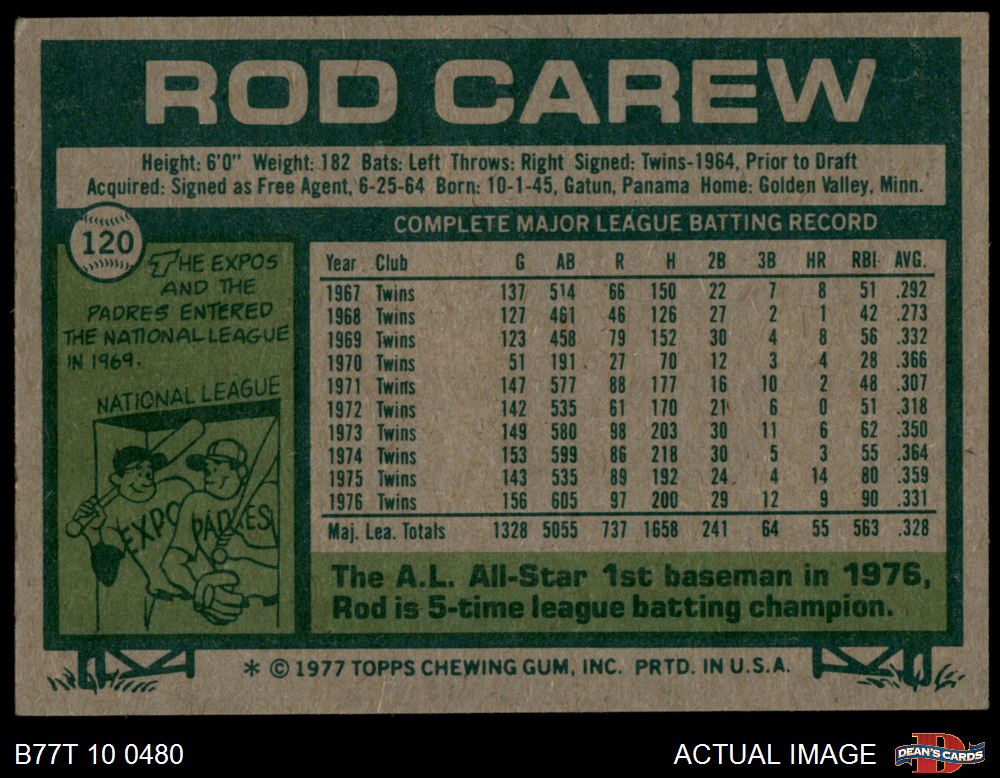 ROD CAREW
Height: 6'0" Weight: 182 Bats: Left Throws: Right Signed: Twins-1964, Prior to Draft
Acquired: Signed as Free Agent, 6-25-64 Born: 10-1-45, Gatun, Panama Home: Golden Valley, Minn.
120
THE EXPOS
AND THE
PADRES ENTERED
THE NATIONAL LEAGUE
IN 1969.
NATIONAL LEAGUE
EXPO
PADRES
COMPLETE MAJOR LEAGUE BATTING RECORD
Year Club G AB R H 2B 3B HR RBI AVG.
1967 Twins 137 514 66 150 22 7 8 51 .292
1968 Twins 127 461 46 126 27 2 1 42 .273
1969 Twins 123 458 79 152 30 4 8 56 .332
1970 Twins 51 191 27 70 12 3 4 28 .366
1971 Twins 147 577 88 177 16 10 2 48 .307
1972 Twins 142 535 61 170 21 6 0 51 .318
1973 Twins 149 580 98 203 30 11 6 62 .350
1974 Twins 153 599 86 218 30 5 3 55 .364
1975 Twins 143 535 89 192 24 4 14 80 .359
1976 Twins 156 605 97 200 29 12 9 90 .331
Maj. Lea. Totals 1328 5055 737 1658 241 64 55 563 .328
The A.L. All-Star 1st baseman in 1976,
Rod is 5-time league batting champion.
* © 1977 TOPPS CHEWING GUM, INC. PRTD. IN U.S.A.
B77T 10 0480
ACTUAL IMAGE
DEAN'S CARDS